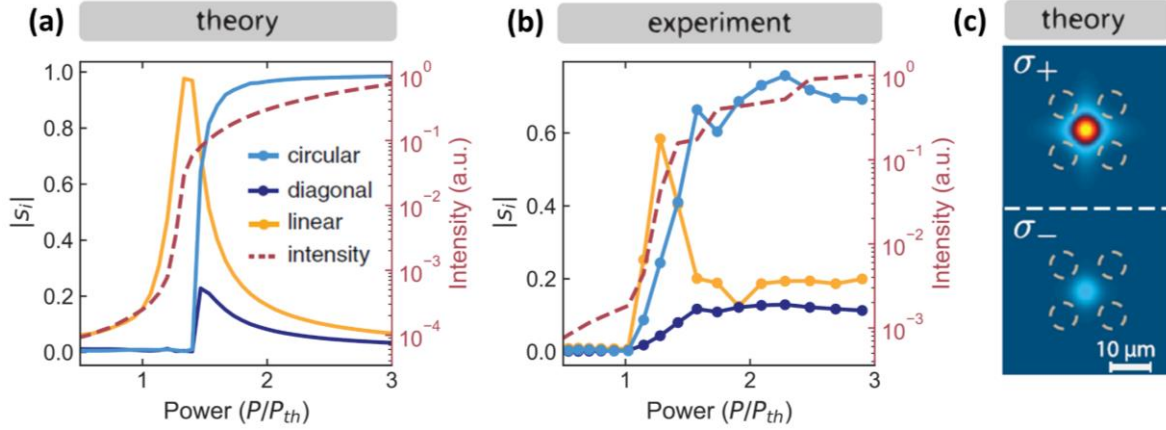 (a) theory
1.0
0.8
0.6
0.4
0.2
0.0
|s_i|
circular
diagonal
linear
intensity
10^0
10^-1
10^-2
10^-3
10^-4
Intensity (a.u.)
1 2 3
Power (P/P_th)
(b) experiment
0.6
0.4
0.2
0.0
|s_i|
10^0
10^-1
10^-2
10^-3
Intensity (a.u.)
1 2 3
Power (P/P_th)
(c) theory
σ+
σ−
10 μm